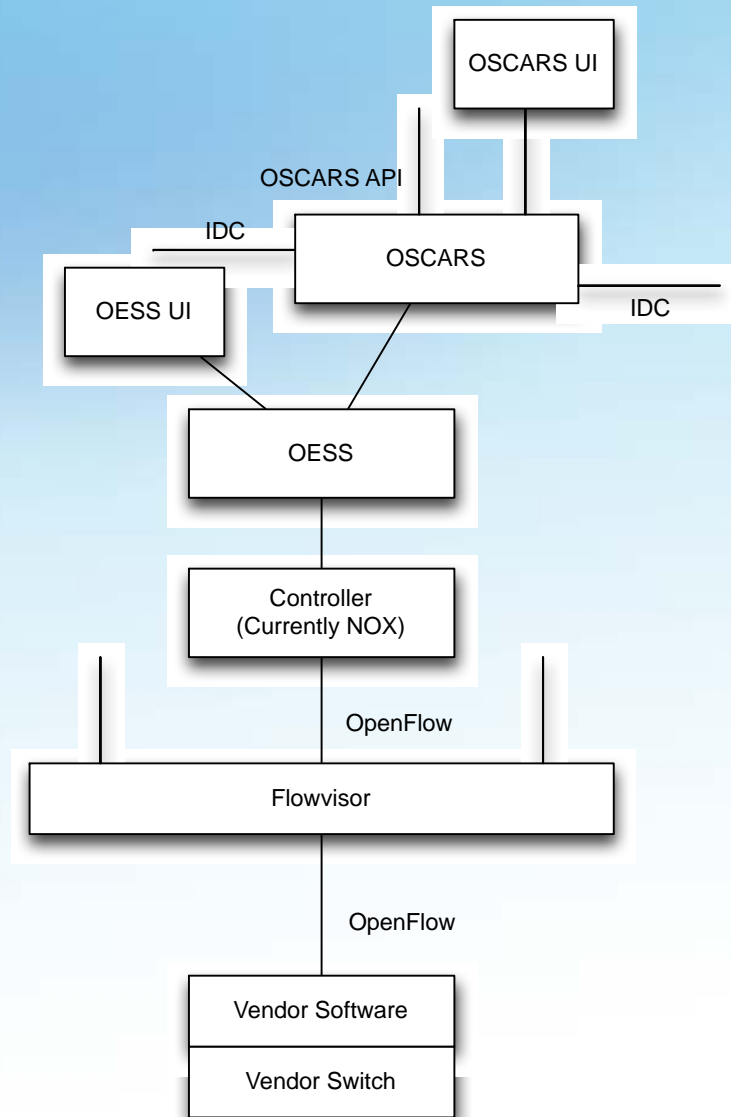 OSCARS UI
OSCARS API
IDC
OSCARS
IDC
OESS UI
OESS
Controller
(Currently NOX)
OpenFlow
Flowvisor
OpenFlow
Vendor Software
Vendor Switch